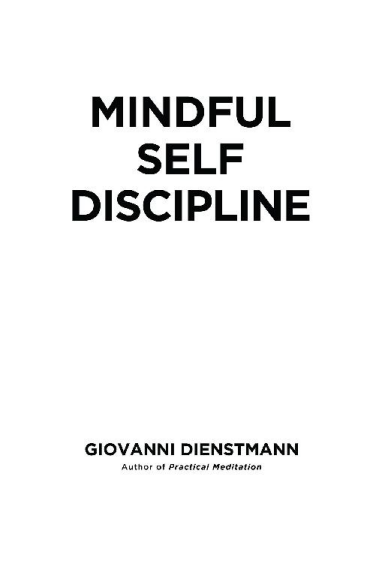 MINDFUL
SELF
DISCIPLINE
GIOVANNI DIENSTMANN
Author of Practical Meditation